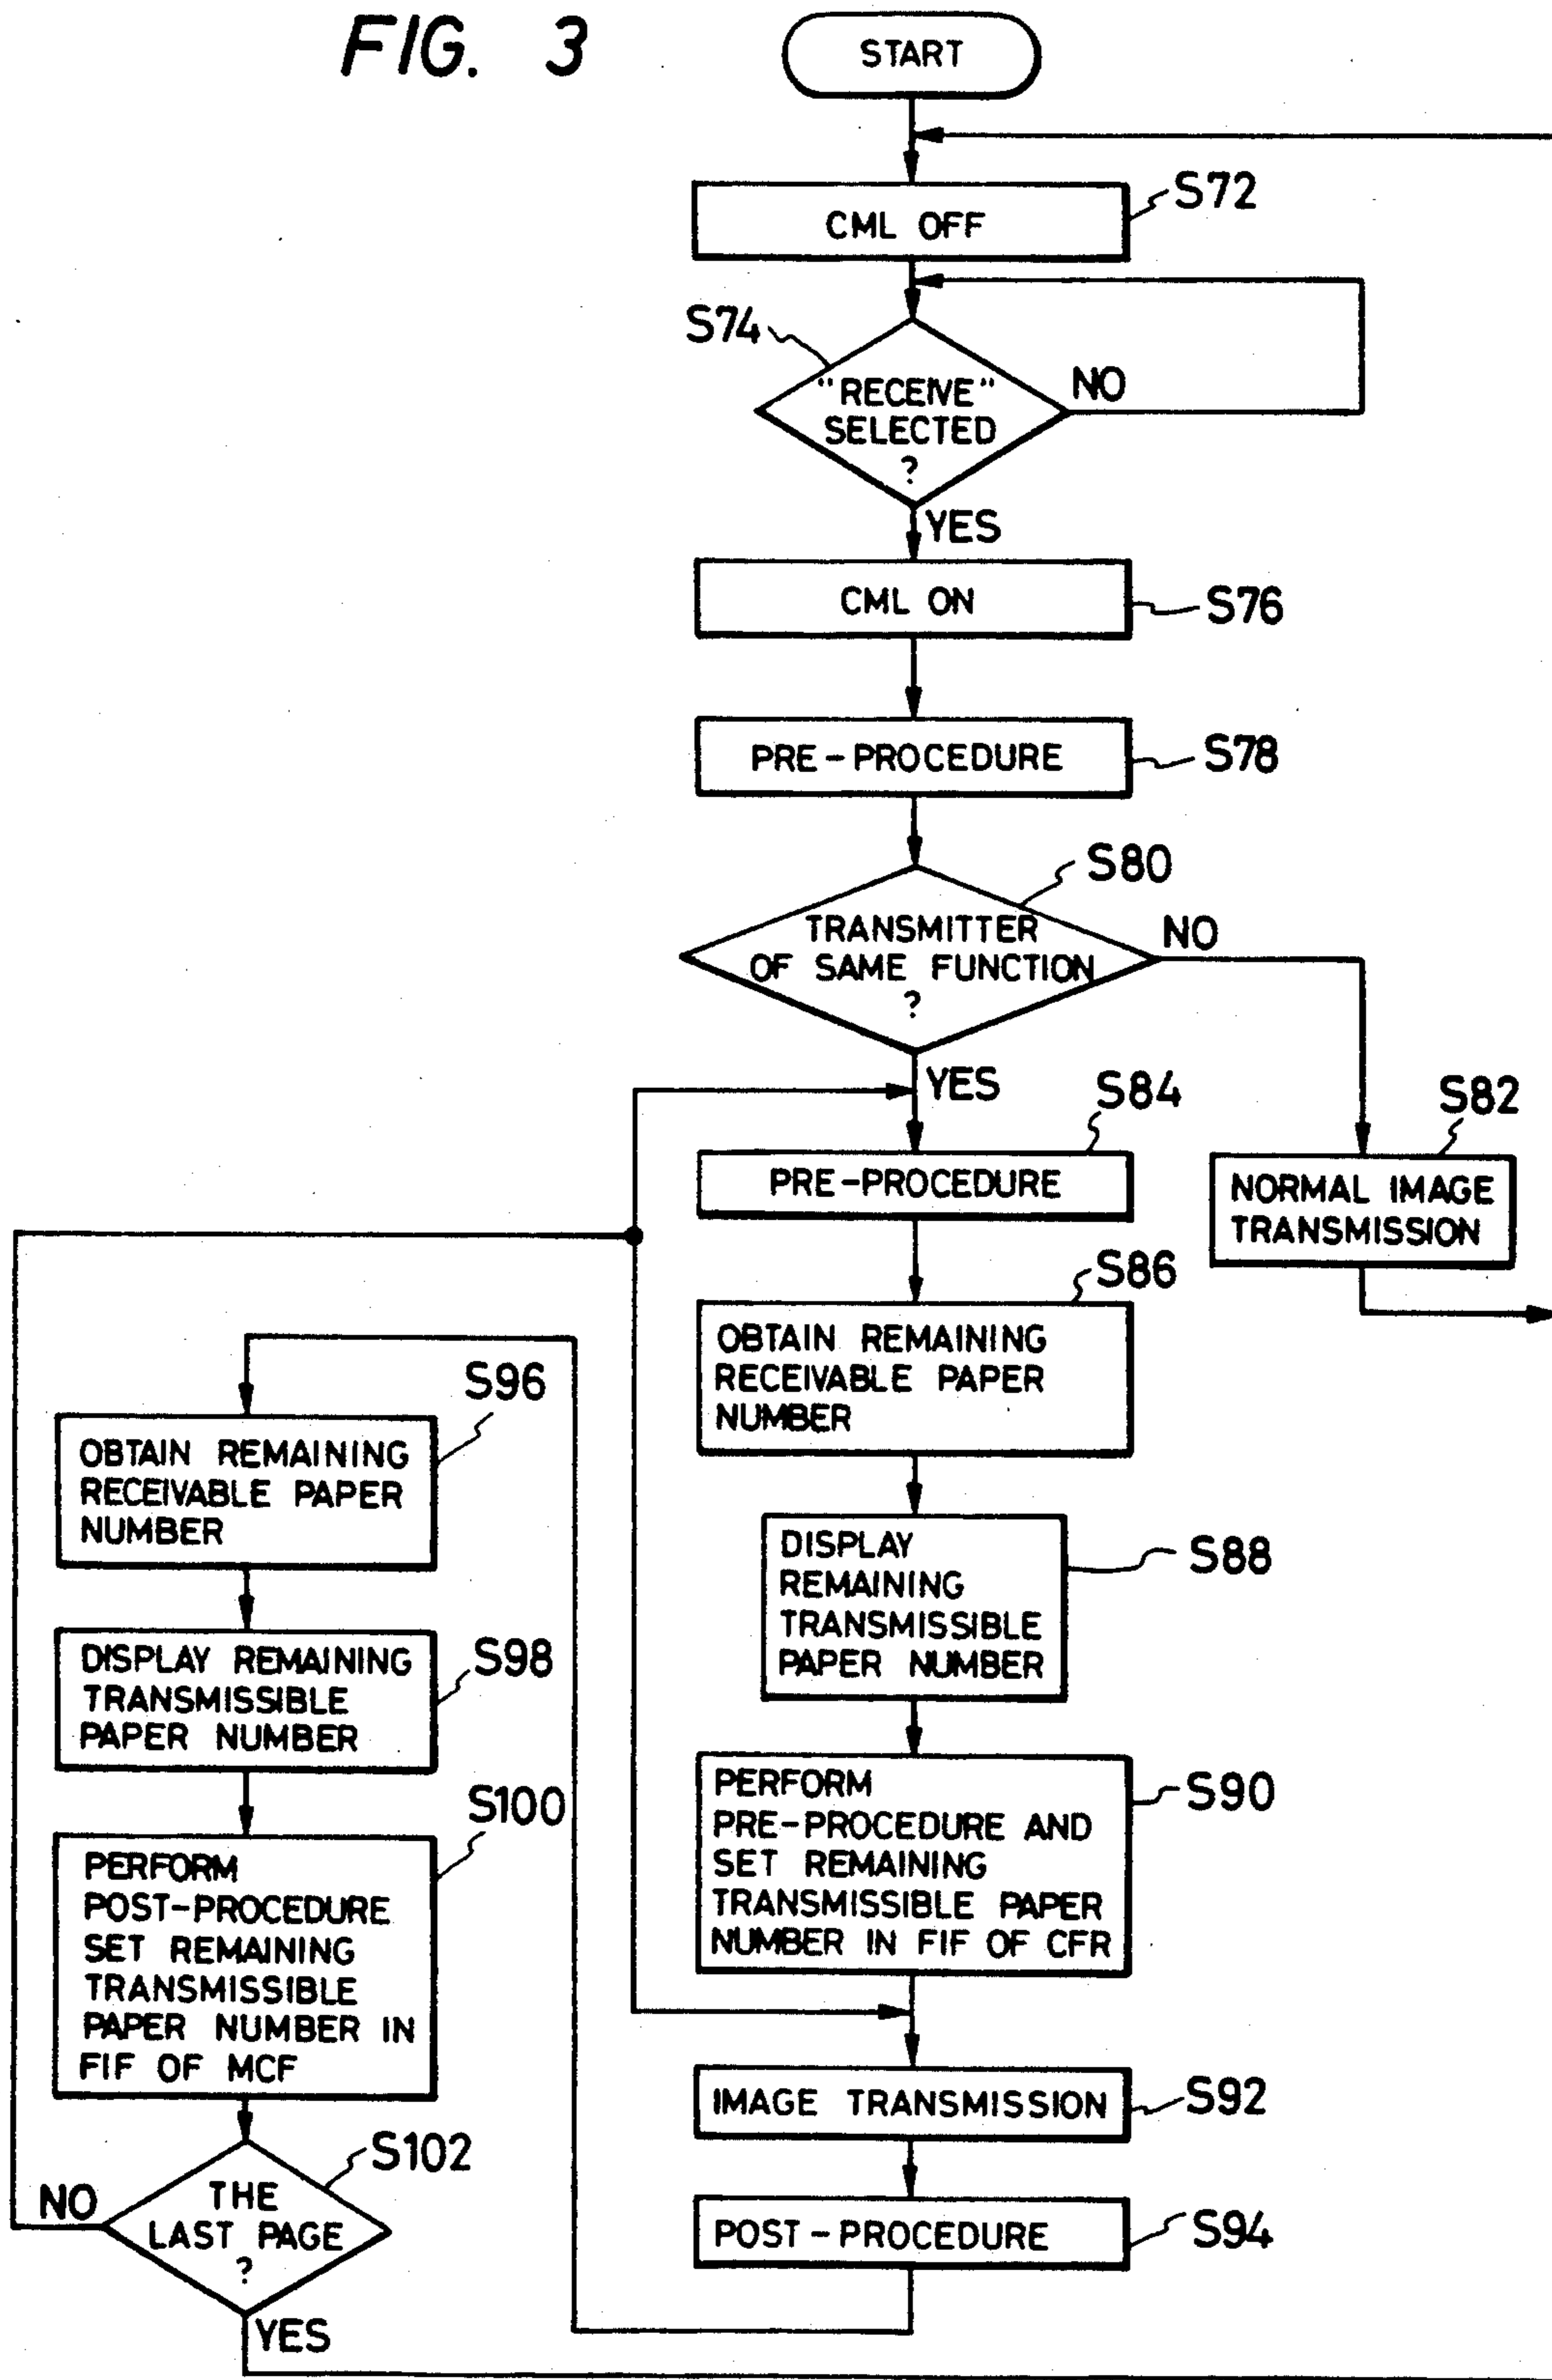 FIG. 3
START
CML OFF
S72
S74
"RECEIVE"
SELECTED
?
NO
YES
CML ON
S76
PRE-PROCEDURE
S78
S80
TRANSMITTER
OF SAME FUNCTION
?
NO
YES
S84
PRE-PROCEDURE
S82
NORMAL IMAGE
TRANSMISSION
S86
OBTAIN REMAINING
RECEIVABLE PAPER
NUMBER
DISPLAY
REMAINING
TRANSMISSIBLE
PAPER NUMBER
S88
PERFORM
PRE-PROCEDURE AND
SET REMAINING
TRANSMISSIBLE PAPER
NUMBER IN FIF OF CFR
S90
IMAGE TRANSMISSION
S92
POST-PROCEDURE
S94
S96
OBTAIN REMAINING
RECEIVABLE PAPER
NUMBER
DISPLAY REMAINING
TRANSMISSIBLE
PAPER NUMBER
S98
S100
PERFORM
POST-PROCEDURE
SET REMAINING
TRANSMISSIBLE
PAPER NUMBER IN
FIF OF MCF
S102
THE
LAST PAGE
?
NO
YES